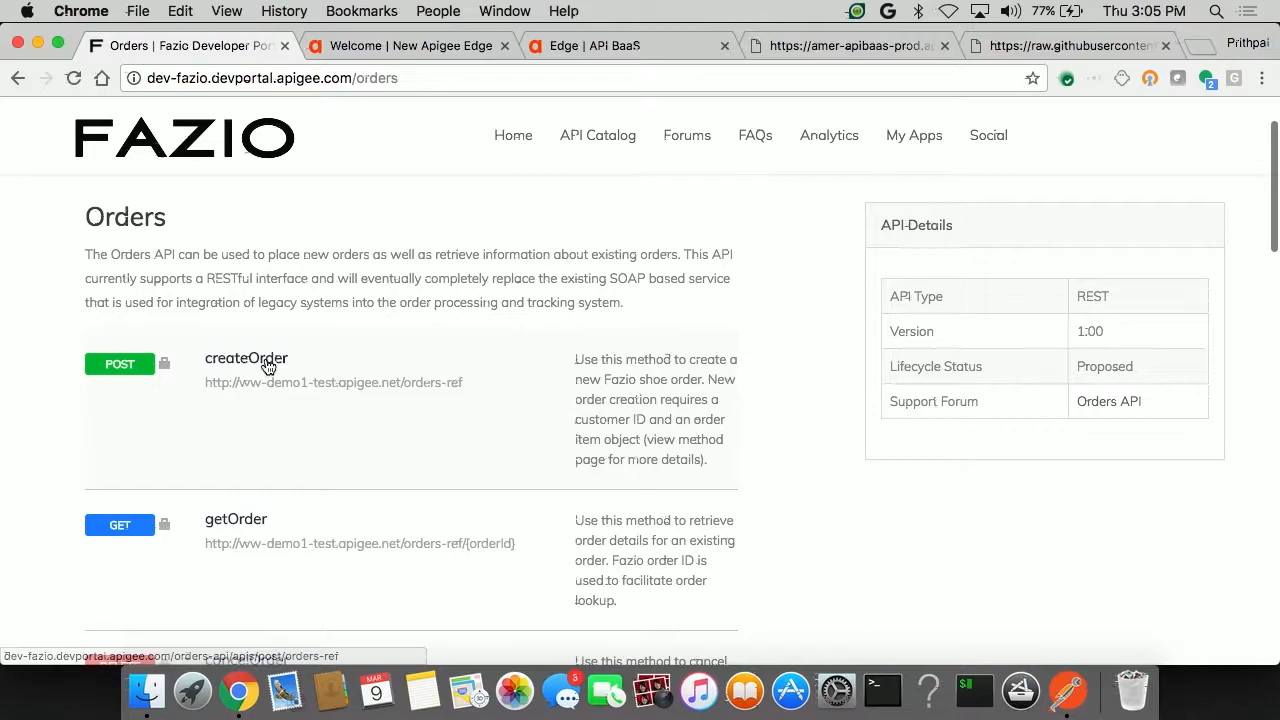 Chrome File Edit View History Bookmarks People Window Help 77% Thu 3:05 PM
Orders | Fazio Developer Port Welcome | New Apigee Edge Edge | API BaaS https://amer-apibaas-prod.ap https://raw.githubusercontent Prithpal
dev-fazio.devportal.apigee.com/orders
FAZIO
Home API Catalog Forums FAQs Analytics My Apps Social
Orders
The Orders API can be used to place new orders as well as retrieve information about existing orders. This API
currently supports a RESTful interface and will eventually completely replace the existing SOAP based service
that is used for integration of legacy systems into the order processing and tracking system.
POST createOrder
http://ww-demo1-test.apigee.net/orders-ref
Use this method to create a
new Fazio shoe order. New
order creation requires a
customer ID and an order
item object (view method
page for more details).
GET getOrder
http://ww-demo1-test.apigee.net/orders-ref/{orderId}
Use this method to retrieve
order details for an existing
order. Fazio order ID is
used to facilitate order
lookup.
cancelOrder
Use this method to cancel
API Details
API Type REST
Version 1.00
Lifecycle Status Proposed
Support Forum Orders API
dev-fazio.devportal.apigee.com/orders-api/apis/post/orders-ref
MAR
9
3
2